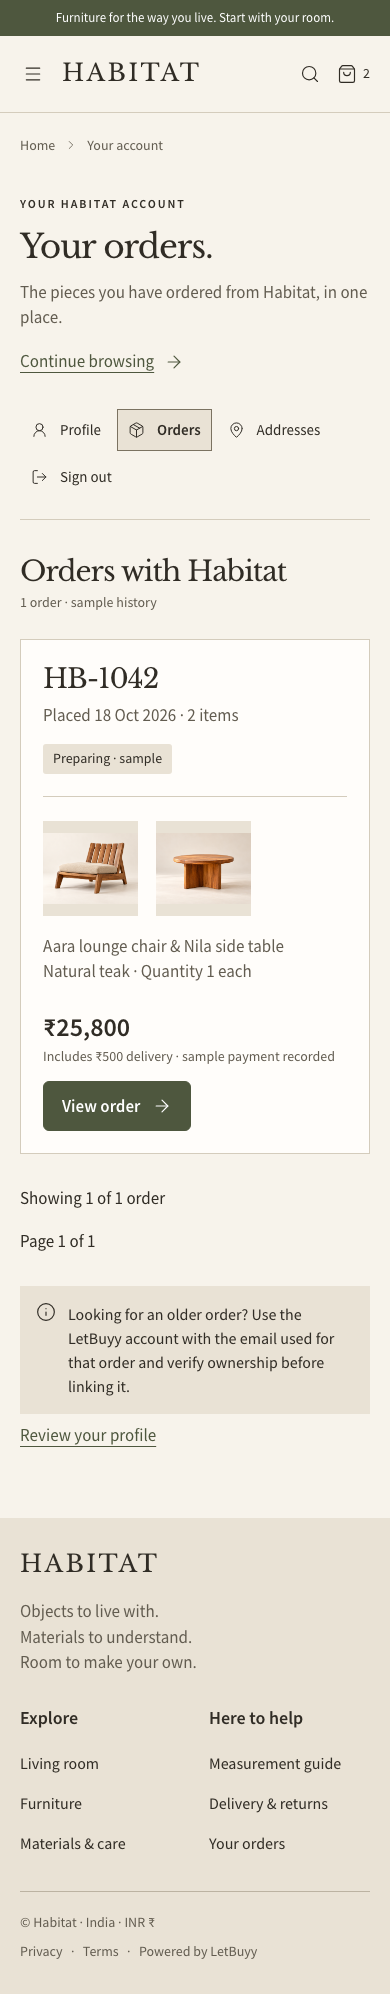 Furniture for the way you live. Start with your room.
HABITAT
2
Home
Your account
YOUR HABITAT ACCOUNT
Your orders.
The pieces you have ordered from Habitat, in one
place.
Continue browsing
Profile
Orders
Addresses
Sign out
Orders with Habitat
1 order · sample history
HB-1042
Placed 18 Oct 2026 · 2 items
Preparing · sample
Aara lounge chair & Nila side table
Natural teak · Quantity 1 each
₹25,800
Includes ₹500 delivery · sample payment recorded
View order
Showing 1 of 1 order
Page 1 of 1
Looking for an older order? Use the
LetBuyy account with the email used for
that order and verify ownership before
linking it.
Review your profile
HABITAT
Objects to live with.
Materials to understand.
Room to make your own.
Explore
Here to help
Living room
Measurement guide
Furniture
Delivery & returns
Materials & care
Your orders
© Habitat · India · INR ₹
Privacy · Terms · Powered by LetBuyy